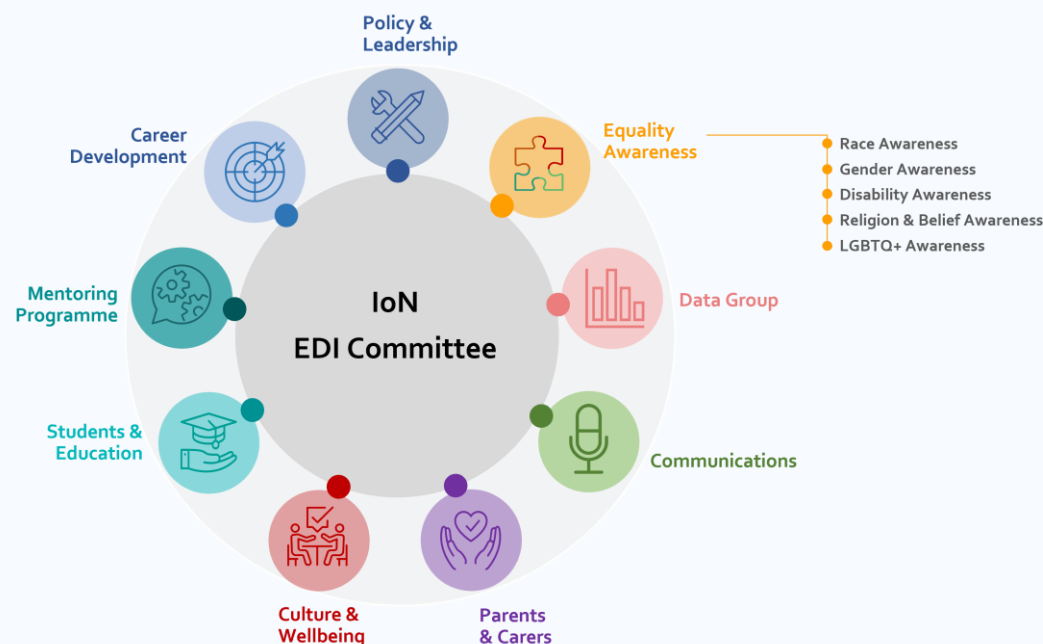 Policy &
Leadership
Equality
Awareness
Race Awareness
Gender Awareness
Disability Awareness
Religion & Belief Awareness
LGBTQ+ Awareness
Data Group
Communications
Parents
& Carers
Culture &
Wellbeing
Students &
Education
Mentoring
Programme
Career
Development
IoN
EDI Committee